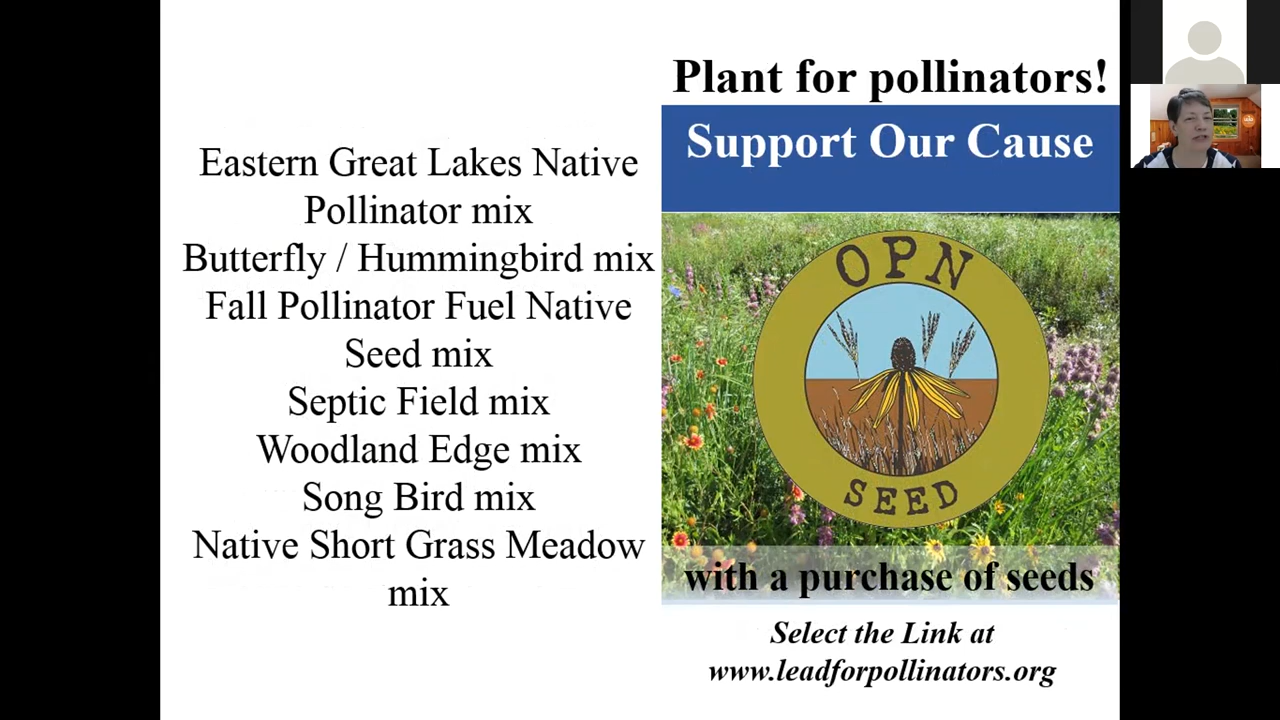 Eastern Great Lakes Native
Pollinator mix
Butterfly / Hummingbird mix
Fall Pollinator Fuel Native
Seed mix
Septic Field mix
Woodland Edge mix
Song Bird mix
Native Short Grass Meadow
mix
Plant for pollinators!
Support Our Cause
OPN
SEED
with a purchase of seeds
Select the Link at
www.leadforpollinators.org